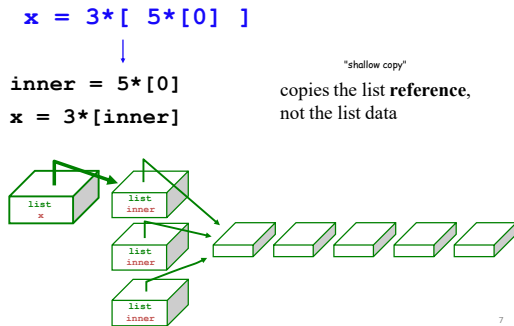 x = 3*[ 5*[0] ]
inner = 5*[0]
x = 3*[inner]
"shallow copy"
copies the list reference,
not the list data
list
x
list
inner
list
inner
list
inner
7